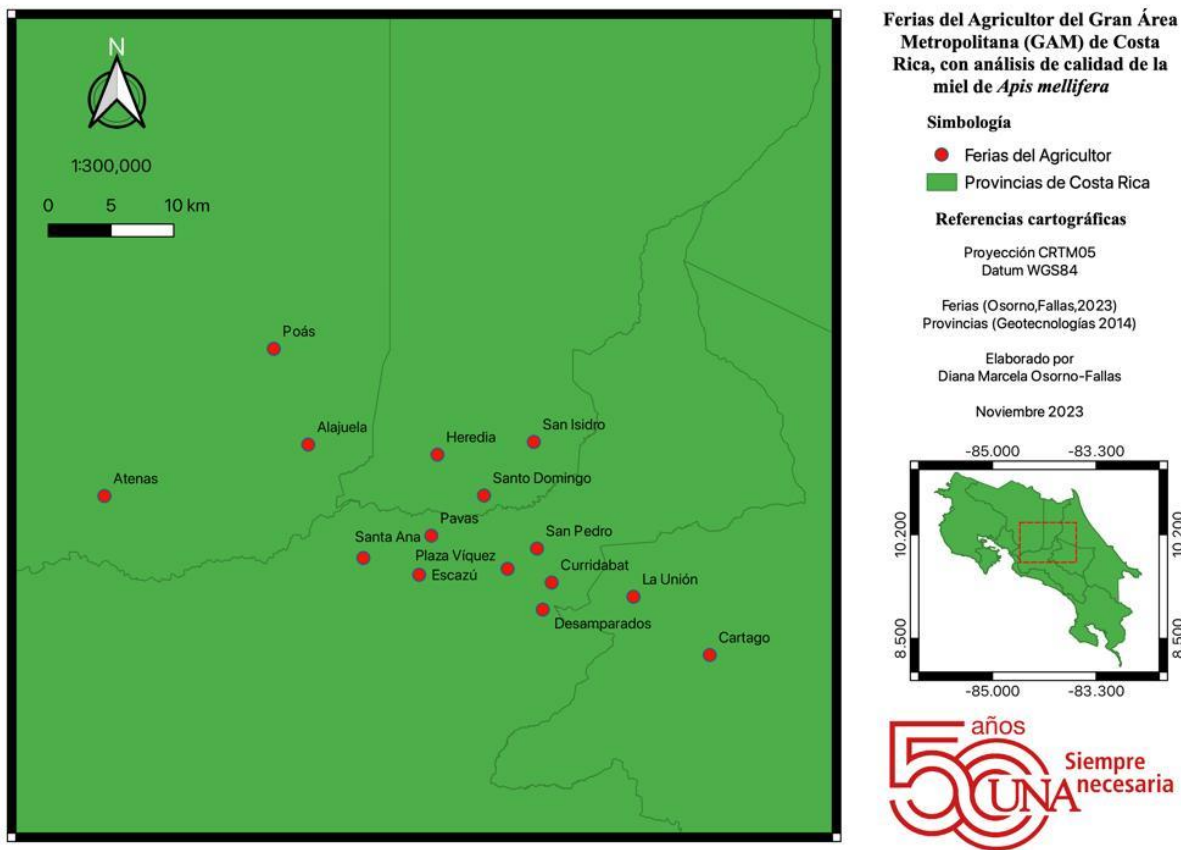 N
1:300,000
0 5 10 km
Poás
Alajuela
Heredia
San Isidro
Atenas
Santo Domingo
Pavas
Santa Ana
San Pedro
Plaza Víquez
Escazú
Curridabat
La Unión
Desamparados
Cartago
Ferias del Agricultor del Gran Área
Metropolitana (GAM) de Costa
Rica, con análisis de calidad de la
miel de Apis mellifera
Simbología
Ferias del Agricultor
Provincias de Costa Rica
Referencias cartográficas
Proyección CRTM05
Datum WGS84
Ferias (Osorno,Fallas,2023)
Provincias (Geotecnologías 2014)
Elaborado por
Diana Marcela Osorno-Fallas
Noviembre 2023
-85.000 -83.300
10.200 10.200
8.500 8.500
-85.000 -83.300
50 años
UNA
Siempre
necesaria